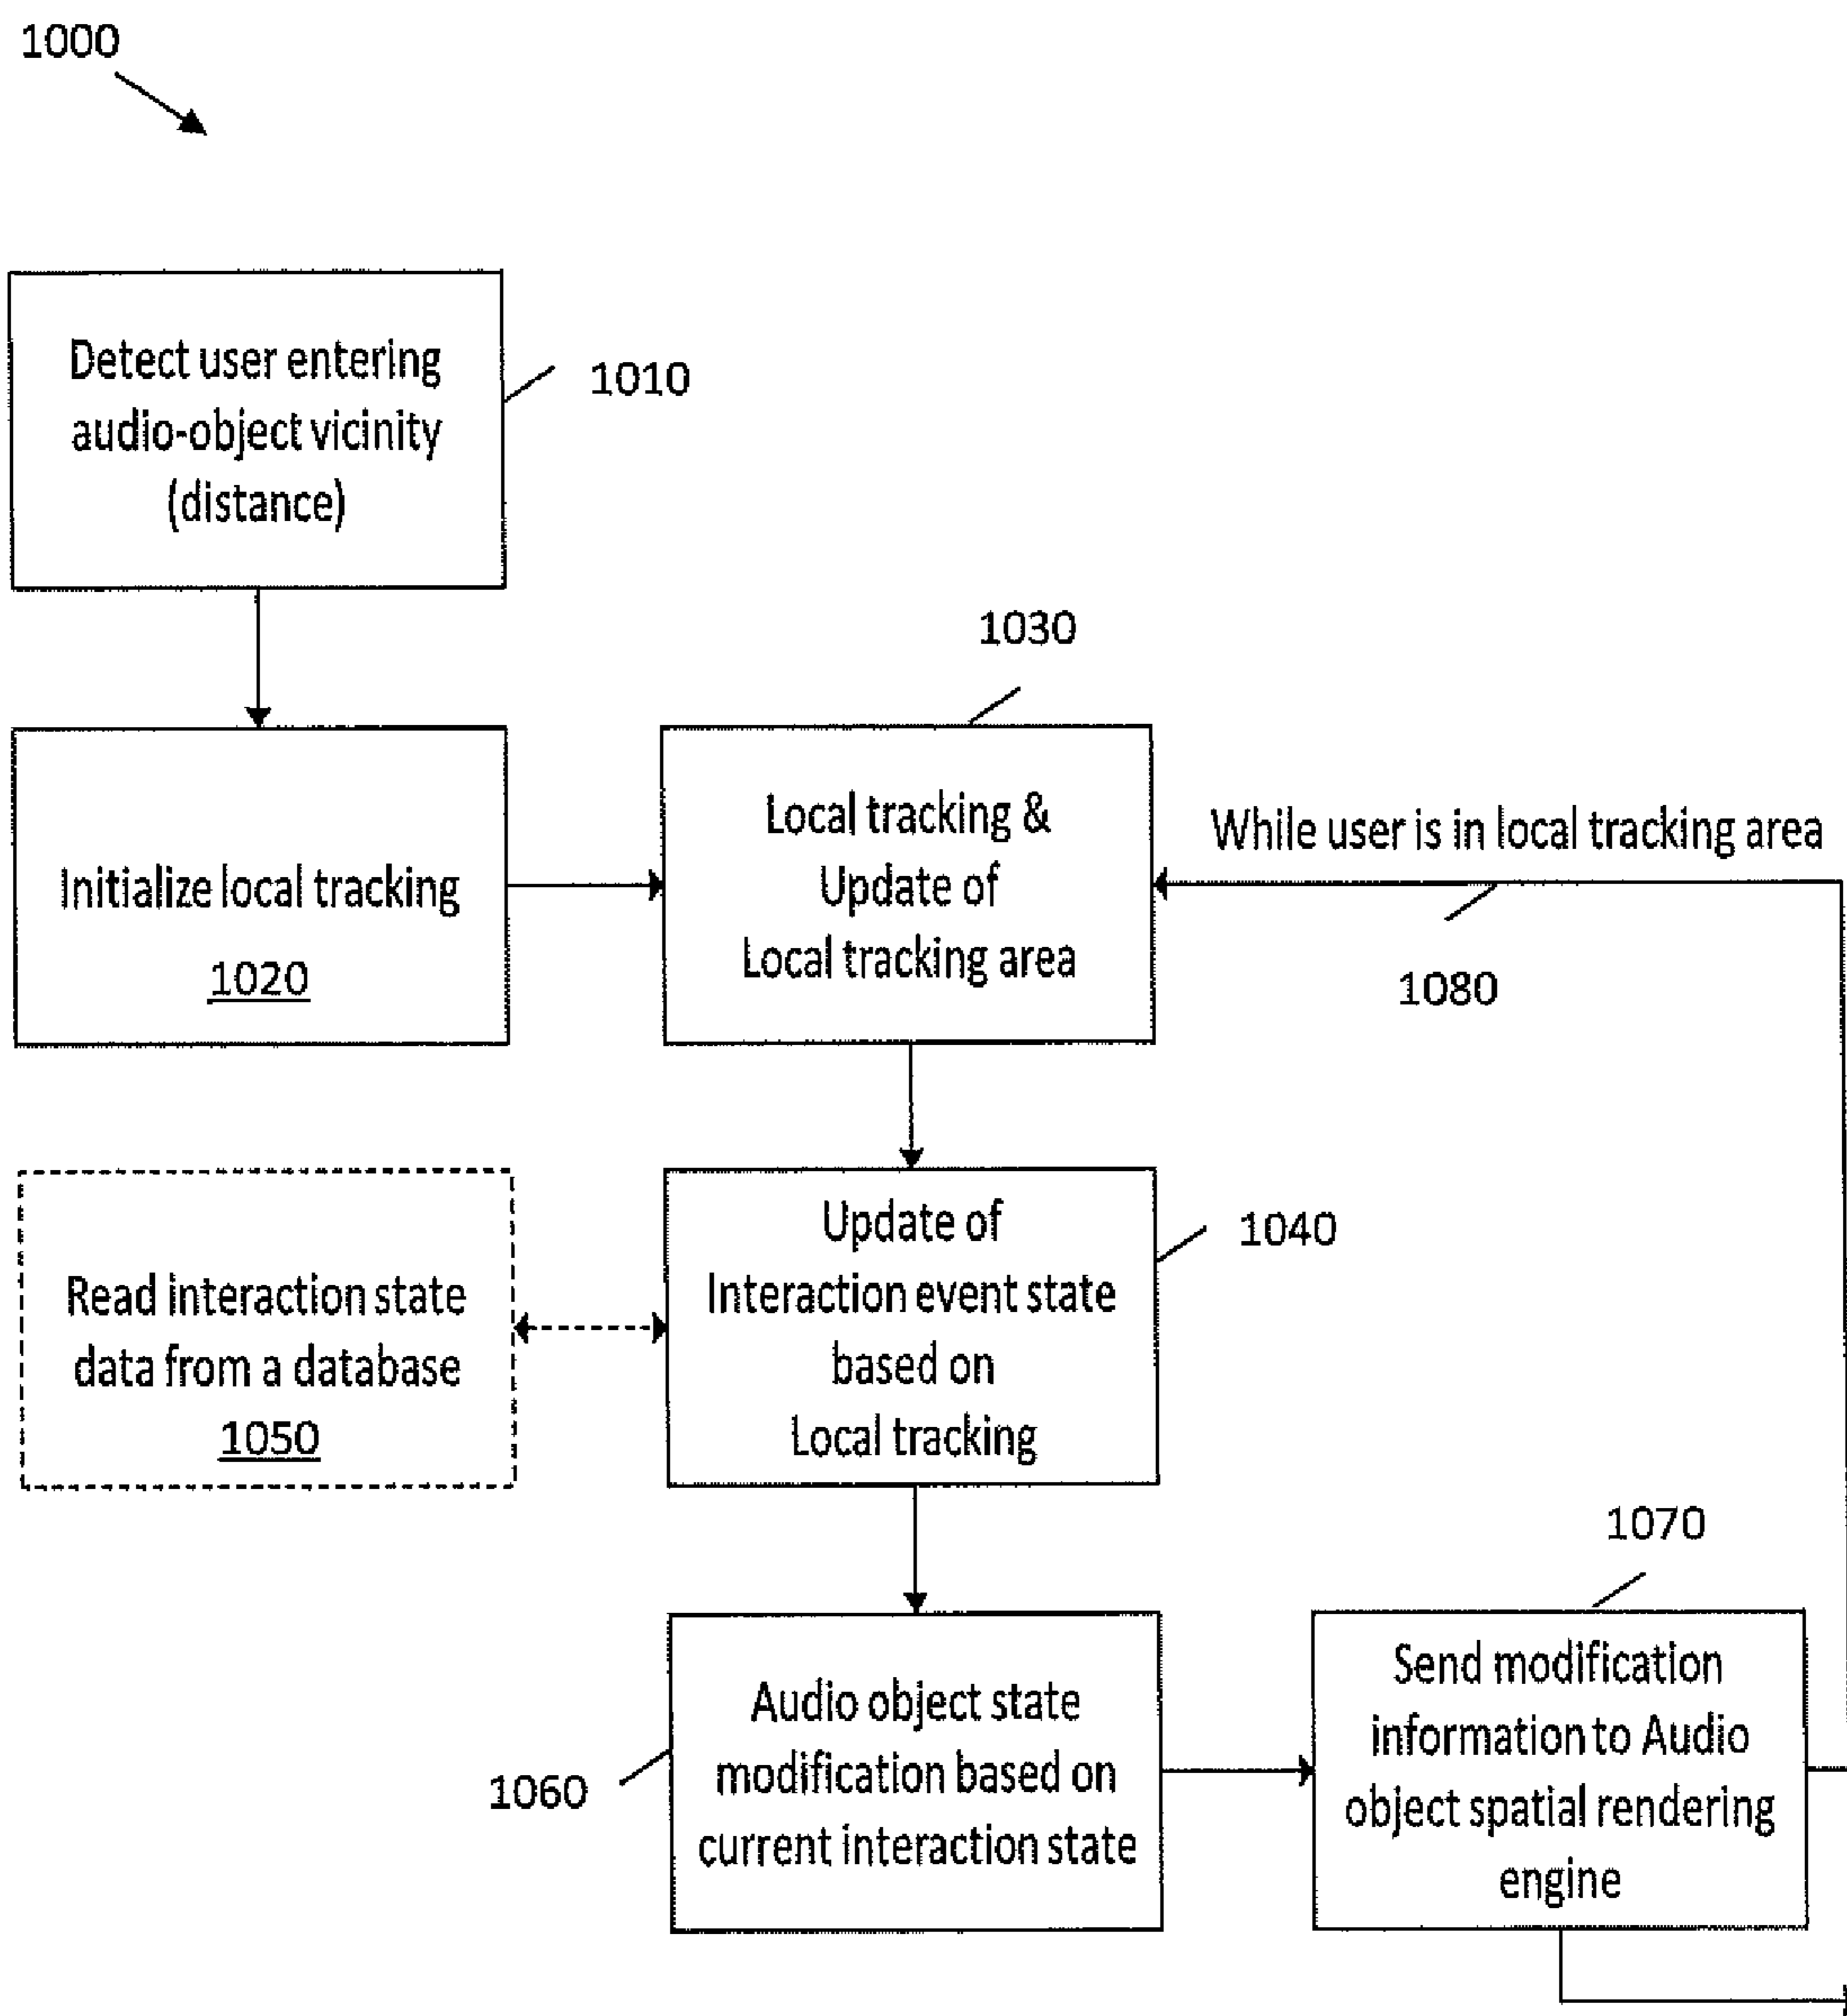 1000
Detect user entering
audio-object vicinity
(distance)
1010
1030
Initialize local tracking
1020
Local tracking &
Update of
Local tracking area
While user is in local tracking area
1080
Read interaction state
data from a database
1050
Update of
Interaction event state
based on
Local tracking
1040
1060
Audio object state
modification based on
current interaction state
1070
Send modification
information to Audio
object spatial rendering
engine